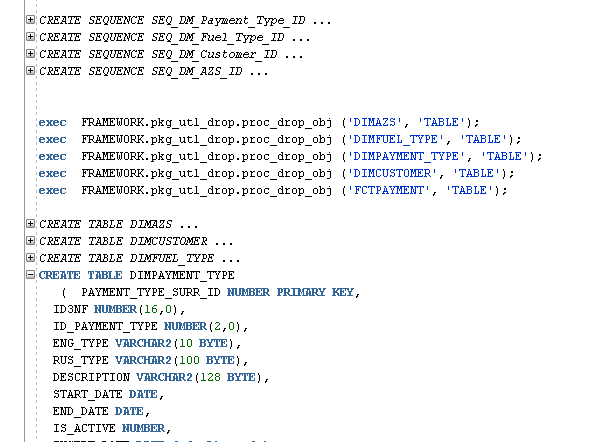 CREATE SEQUENCE SEQ_DM_Payment_Type_ID ...
CREATE SEQUENCE SEQ_DM_Fuel_Type_ID ...
CREATE SEQUENCE SEQ_DM_Customer_ID ...
CREATE SEQUENCE SEQ_DM_AZS_ID ...
exec FRAMEWORK.pkg_utl_drop.proc_drop_obj ('DIMAZS', 'TABLE');
exec FRAMEWORK.pkg_utl_drop.proc_drop_obj ('DIMFUEL_TYPE', 'TABLE');
exec FRAMEWORK.pkg_utl_drop.proc_drop_obj ('DIMPAYMENT_TYPE', 'TABLE');
exec FRAMEWORK.pkg_utl_drop.proc_drop_obj ('DIMCUSTOMER', 'TABLE');
exec FRAMEWORK.pkg_utl_drop.proc_drop_obj ('FCTPAYMENT', 'TABLE');
CREATE TABLE DIMAZS ...
CREATE TABLE DIMCUSTOMER ...
CREATE TABLE DIMFUEL_TYPE ...
CREATE TABLE DIMPAYMENT_TYPE
( PAYMENT_TYPE_SURR_ID NUMBER PRIMARY KEY,
ID3NF NUMBER(16,0),
ID_PAYMENT_TYPE NUMBER(2,0),
ENG_TYPE VARCHAR2(10 BYTE),
RUS_TYPE VARCHAR2(100 BYTE),
DESCRIPTION VARCHAR2(128 BYTE),
START_DATE DATE,
END_DATE DATE,
IS_ACTIVE NUMBER,